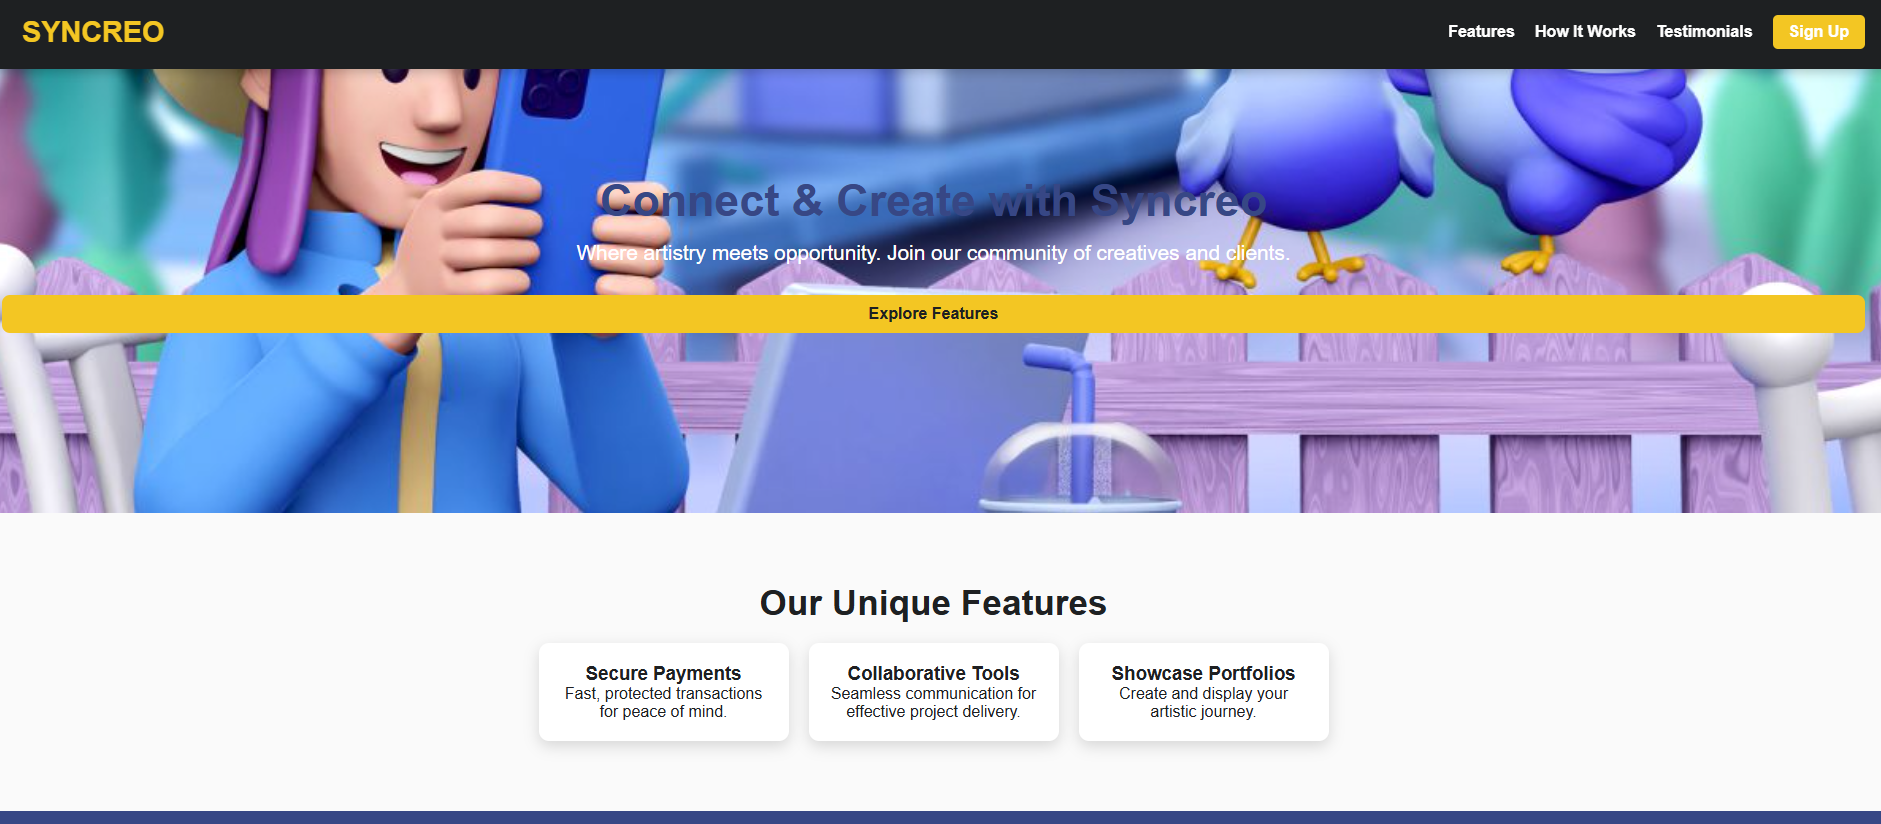 SYNCREO
Features How It Works Testimonials Sign Up
Connect & Create with Syncreo
Where artistry meets opportunity. Join our community of creatives and clients.
Explore Features
Our Unique Features
Secure Payments
Fast, protected transactions
for peace of mind.
Collaborative Tools
Seamless communication for
effective project delivery.
Showcase Portfolios
Create and display your
artistic journey.